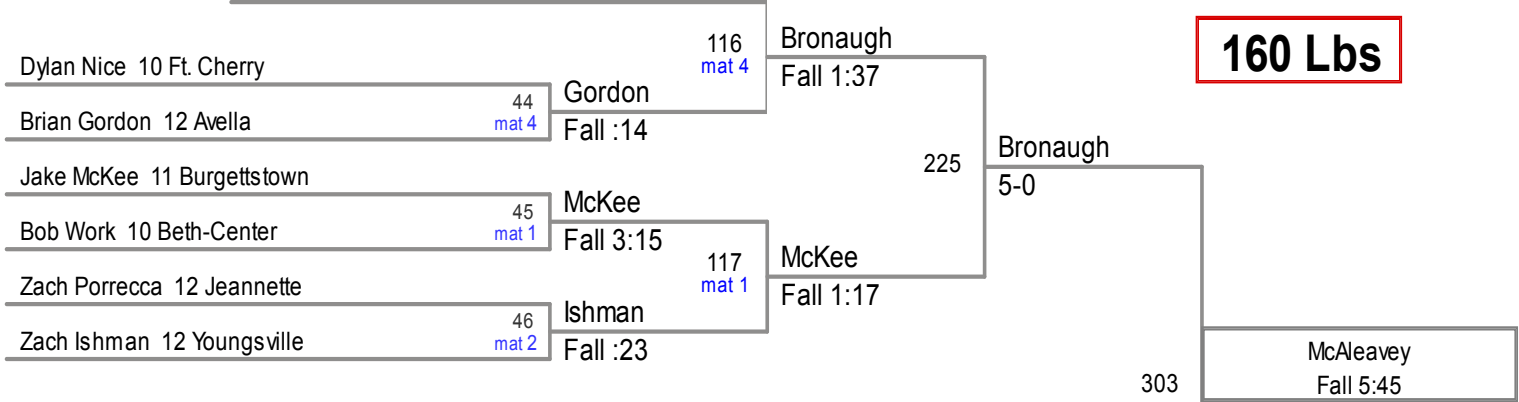 116
mat 4
Bronaugh
Fall 1:37
160 Lbs
Dylan Nice 10 Ft. Cherry
44
mat 4
Gordon
Fall :14
Brian Gordon 12 Avella
225
Bronaugh
5-0
Jake McKee 11 Burgettstown
45
mat 1
McKee
Fall 3:15
Bob Work 10 Beth-Center
117
mat 1
McKee
Fall 1:17
Zach Porrecca 12 Jeannette
46
mat 2
Ishman
Fall :23
Zach Ishman 12 Youngsville
303
McAleavey
Fall 5:45